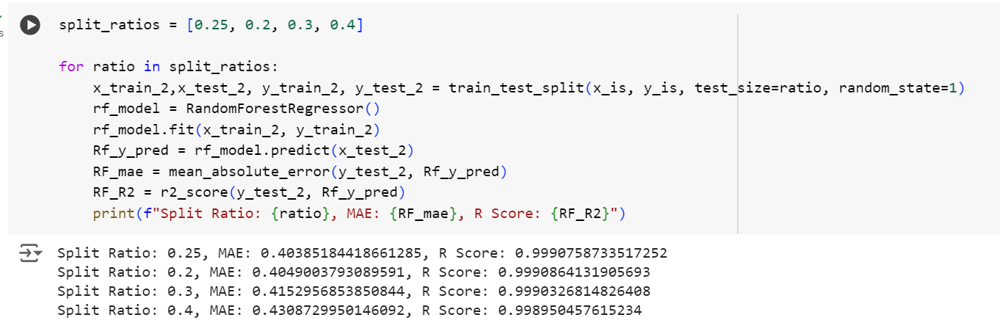 split_ratios = [0.25, 0.2, 0.3, 0.4]
for ratio in split_ratios:
x_train_2,x_test_2, y_train_2, y_test_2 = train_test_split(x_is, y_is, test_size=ratio, random_state=1)
rf_model = RandomForestRegressor()
rf_model.fit(x_train_2, y_train_2)
Rf_y_pred = rf_model.predict(x_test_2)
RF_mae = mean_absolute_error(y_test_2, Rf_y_pred)
RF_R2 = r2_score(y_test_2, Rf_y_pred)
print(f"Split Ratio: {ratio}, MAE: {RF_mae}, R Score: {RF_R2}")
Split Ratio: 0.25, MAE: 0.40385184418661285, R Score: 0.9990758733517252
Split Ratio: 0.2, MAE: 0.4049003793089591, R Score: 0.9990864131905693
Split Ratio: 0.3, MAE: 0.4152956853850844, R Score: 0.9990326814826408
Split Ratio: 0.4, MAE: 0.4308729950146092, R Score: 0.998950457615234